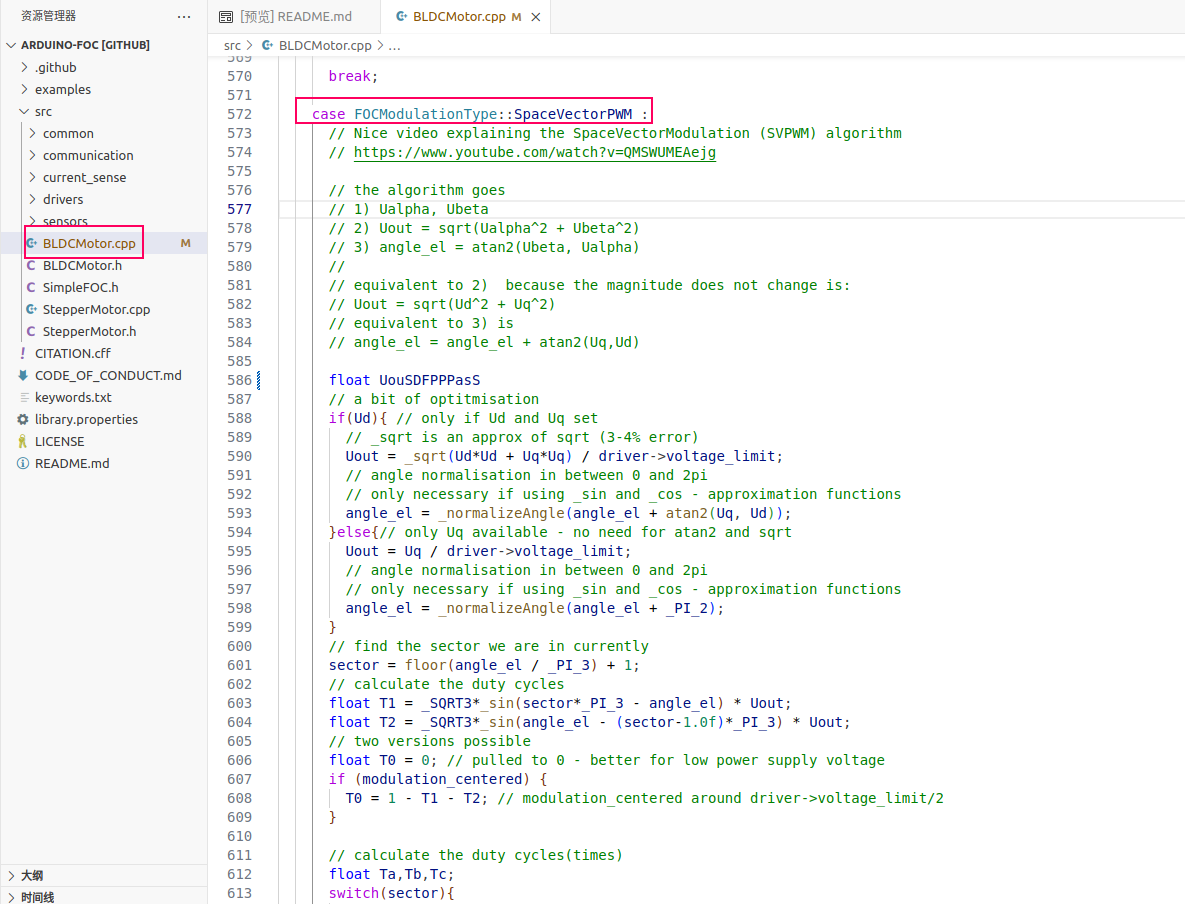 资源管理器
ARDUINO-FOC [GITHUB]
.github
examples
src
common
communication
current_sense
drivers
sensors
BLDCMotor.cpp M
BLDCMotor.h
SimpleFOC.h
StepperMotor.cpp
StepperMotor.h
CITATION.cff
CODE_OF_CONDUCT.md
keywords.txt
library.properties
LICENSE
README.md
大纲
时间线
[预览] README.md
BLDCMotor.cpp M
src > BLDCMotor.cpp > ...
569
570 break;
571
572 case FOCModulationType::SpaceVectorPWM :
573 // Nice video explaining the SpaceVectorModulation (SVPWM) algorithm
574 // https://www.youtube.com/watch?v=QMSWUMEAejg
575
576 // the algorithm goes
577 // 1) Ualpha, Ubeta
578 // 2) Uout = sqrt(Ualpha^2 + Ubeta^2)
579 // 3) angle_el = atan2(Ubeta, Ualpha)
580 //
581 // equivalent to 2)  because the magnitude does not change is:
582 // Uout = sqrt(Ud^2 + Uq^2)
583 // equivalent to 3) is
584 // angle_el = angle_el + atan2(Uq,Ud)
585
586 float UouSDFPPPasS
587 // a bit of optitmisation
588 if(Ud){ // only if Ud and Uq set
589 // _sqrt is an approx of sqrt (3-4% error)
590 Uout = _sqrt(Ud*Ud + Uq*Uq) / driver->voltage_limit;
591 // angle normalisation in between 0 and 2pi
592 // only necessary if using _sin and _cos - approximation functions
593 angle_el = _normalizeAngle(angle_el + atan2(Uq, Ud));
594 }else{// only Uq available - no need for atan2 and sqrt
595 Uout = Uq / driver->voltage_limit;
596 // angle normalisation in between 0 and 2pi
597 // only necessary if using _sin and _cos - approximation functions
598 angle_el = _normalizeAngle(angle_el + _PI_2);
599 }
600 // find the sector we are in currently
601 sector = floor(angle_el / _PI_3) + 1;
602 // calculate the duty cycles
603 float T1 = _SQRT3*_sin(sector*_PI_3 - angle_el) * Uout;
604 float T2 = _SQRT3*_sin(angle_el - (sector-1.0f)*_PI_3) * Uout;
605 // two versions possible
606 float T0 = 0; // pulled to 0 - better for low power supply voltage
607 if (modulation_centered) {
608 T0 = 1 - T1 - T2; // modulation_centered around driver->voltage_limit/2
609 }
610
611 // calculate the duty cycles(times)
612 float Ta,Tb,Tc;
613 switch(sector){